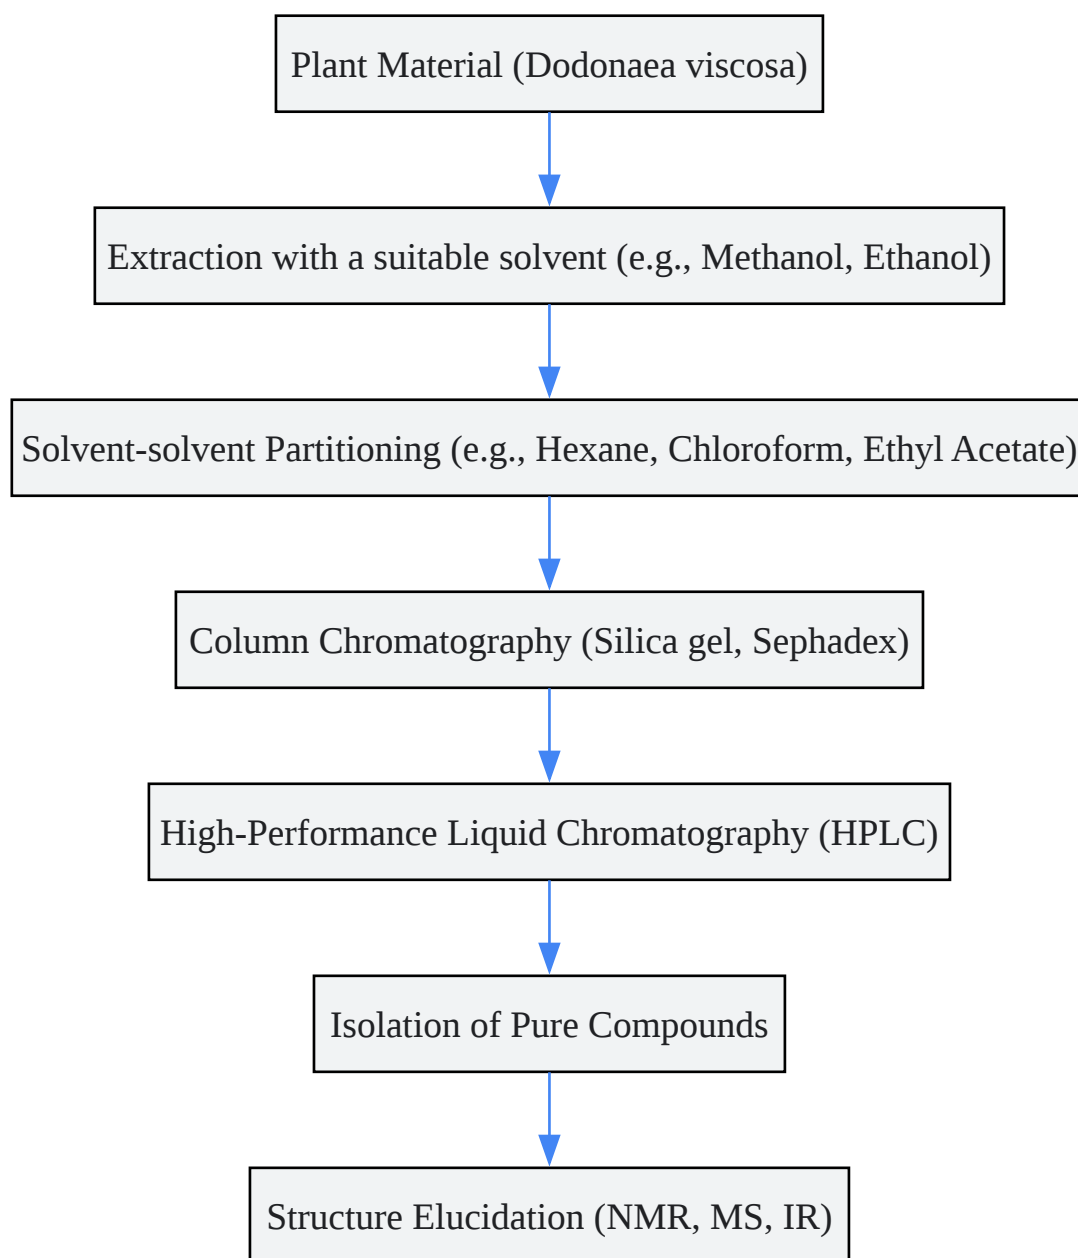 Plant Material (Dodonaea viscosa)
Extraction with a suitable solvent (e.g., Methanol, Ethanol)
Solvent-solvent Partitioning (e.g., Hexane, Chloroform, Ethyl Acetate)
Column Chromatography (Silica gel, Sephadex)
High-Performance Liquid Chromatography (HPLC)
Isolation of Pure Compounds
Structure Elucidation (NMR, MS, IR)